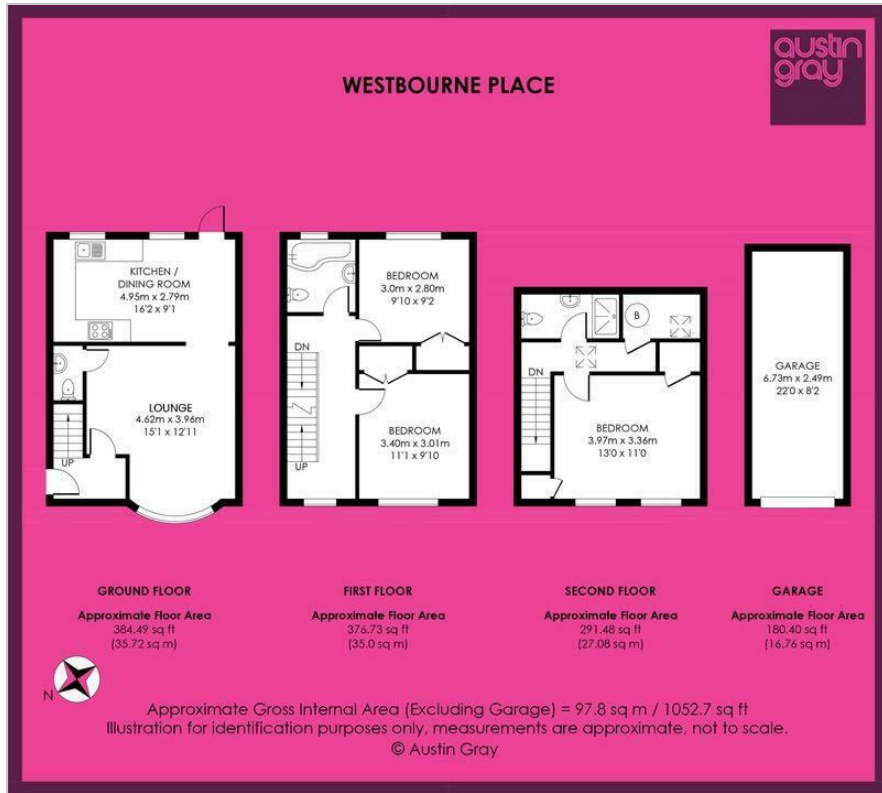 austin
gray
WESTBOURNE PLACE
KITCHEN /
DINING ROOM
4.95m x 2.79m
16'2 x 9'1
LOUNGE
4.62m x 3.96m
15'1 x 12'11
UP
BEDROOM
3.0m x 2.80m
9'10 x 9'2
DN
BEDROOM
3.40m x 3.01m
11'1 x 9'10
UP
B
DN
BEDROOM
3.97m x 3.36m
13'0 x 11'0
GARAGE
6.73m x 2.49m
22'0 x 8'2
GROUND FLOOR
Approximate Floor Area
384.49 sq ft
(35.72 sq m)
FIRST FLOOR
Approximate Floor Area
376.73 sq ft
(35.0 sq m)
SECOND FLOOR
Approximate Floor Area
291.48 sq ft
(27.08 sq m)
GARAGE
Approximate Floor Area
180.40 sq ft
(16.76 sq m)
N
Approximate Gross Internal Area (Excluding Garage) = 97.8 sq m / 1052.7 sq ft
Illustration for identification purposes only, measurements are approximate, not to scale.
© Austin Gray